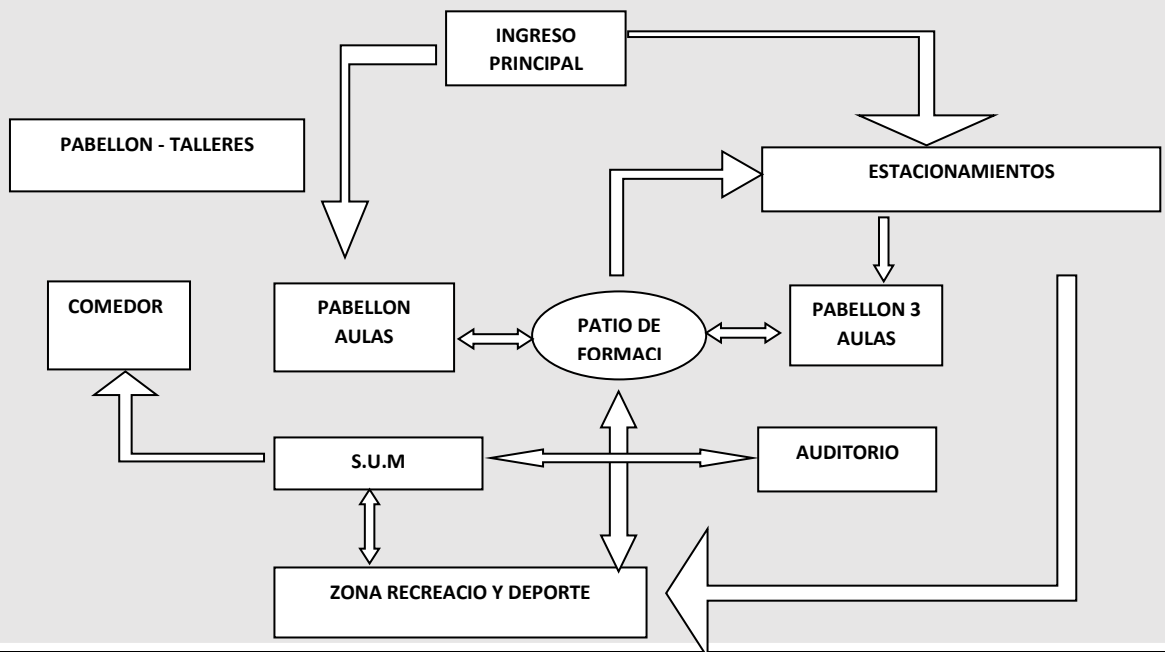 INGRESO
PRINCIPAL
PABELLON - TALLERES
ESTACIONAMIENTOS
COMEDOR
PABELLON
AULAS
PATIO DE
FORMACI
PABELLON 3
AULAS
S.U.M
AUDITORIO
ZONA RECREACIO Y DEPORTE